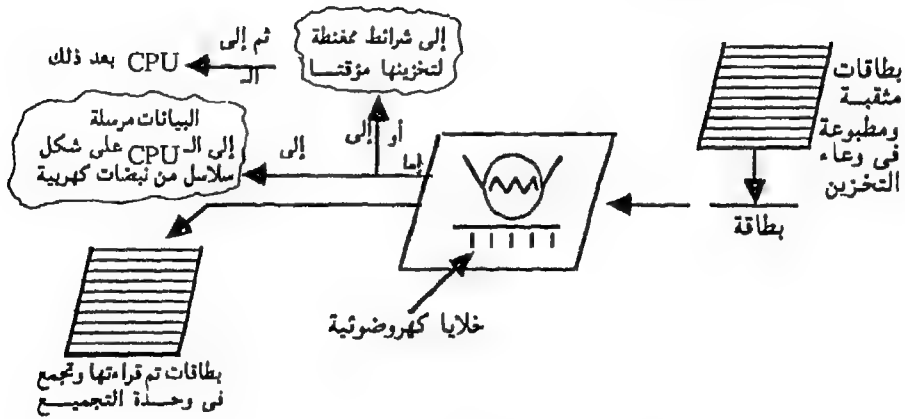 بطاقات
مثقبة
ومطبوعة
فى وعاء
التخزين
بطاقة
خلايا كهروضوئية
إما
أو
إلى
إلى شرائط ممغنطة
لتخزينها مؤقتا
ثم إلى
الـ CPU بعد ذلك
إلى
البيانات مرسلة
إلى الـ CPU على شكل
سلاسل من نبضات كهربية
بطاقات تم قراءتها وتجمع
فى وحدة التجميع